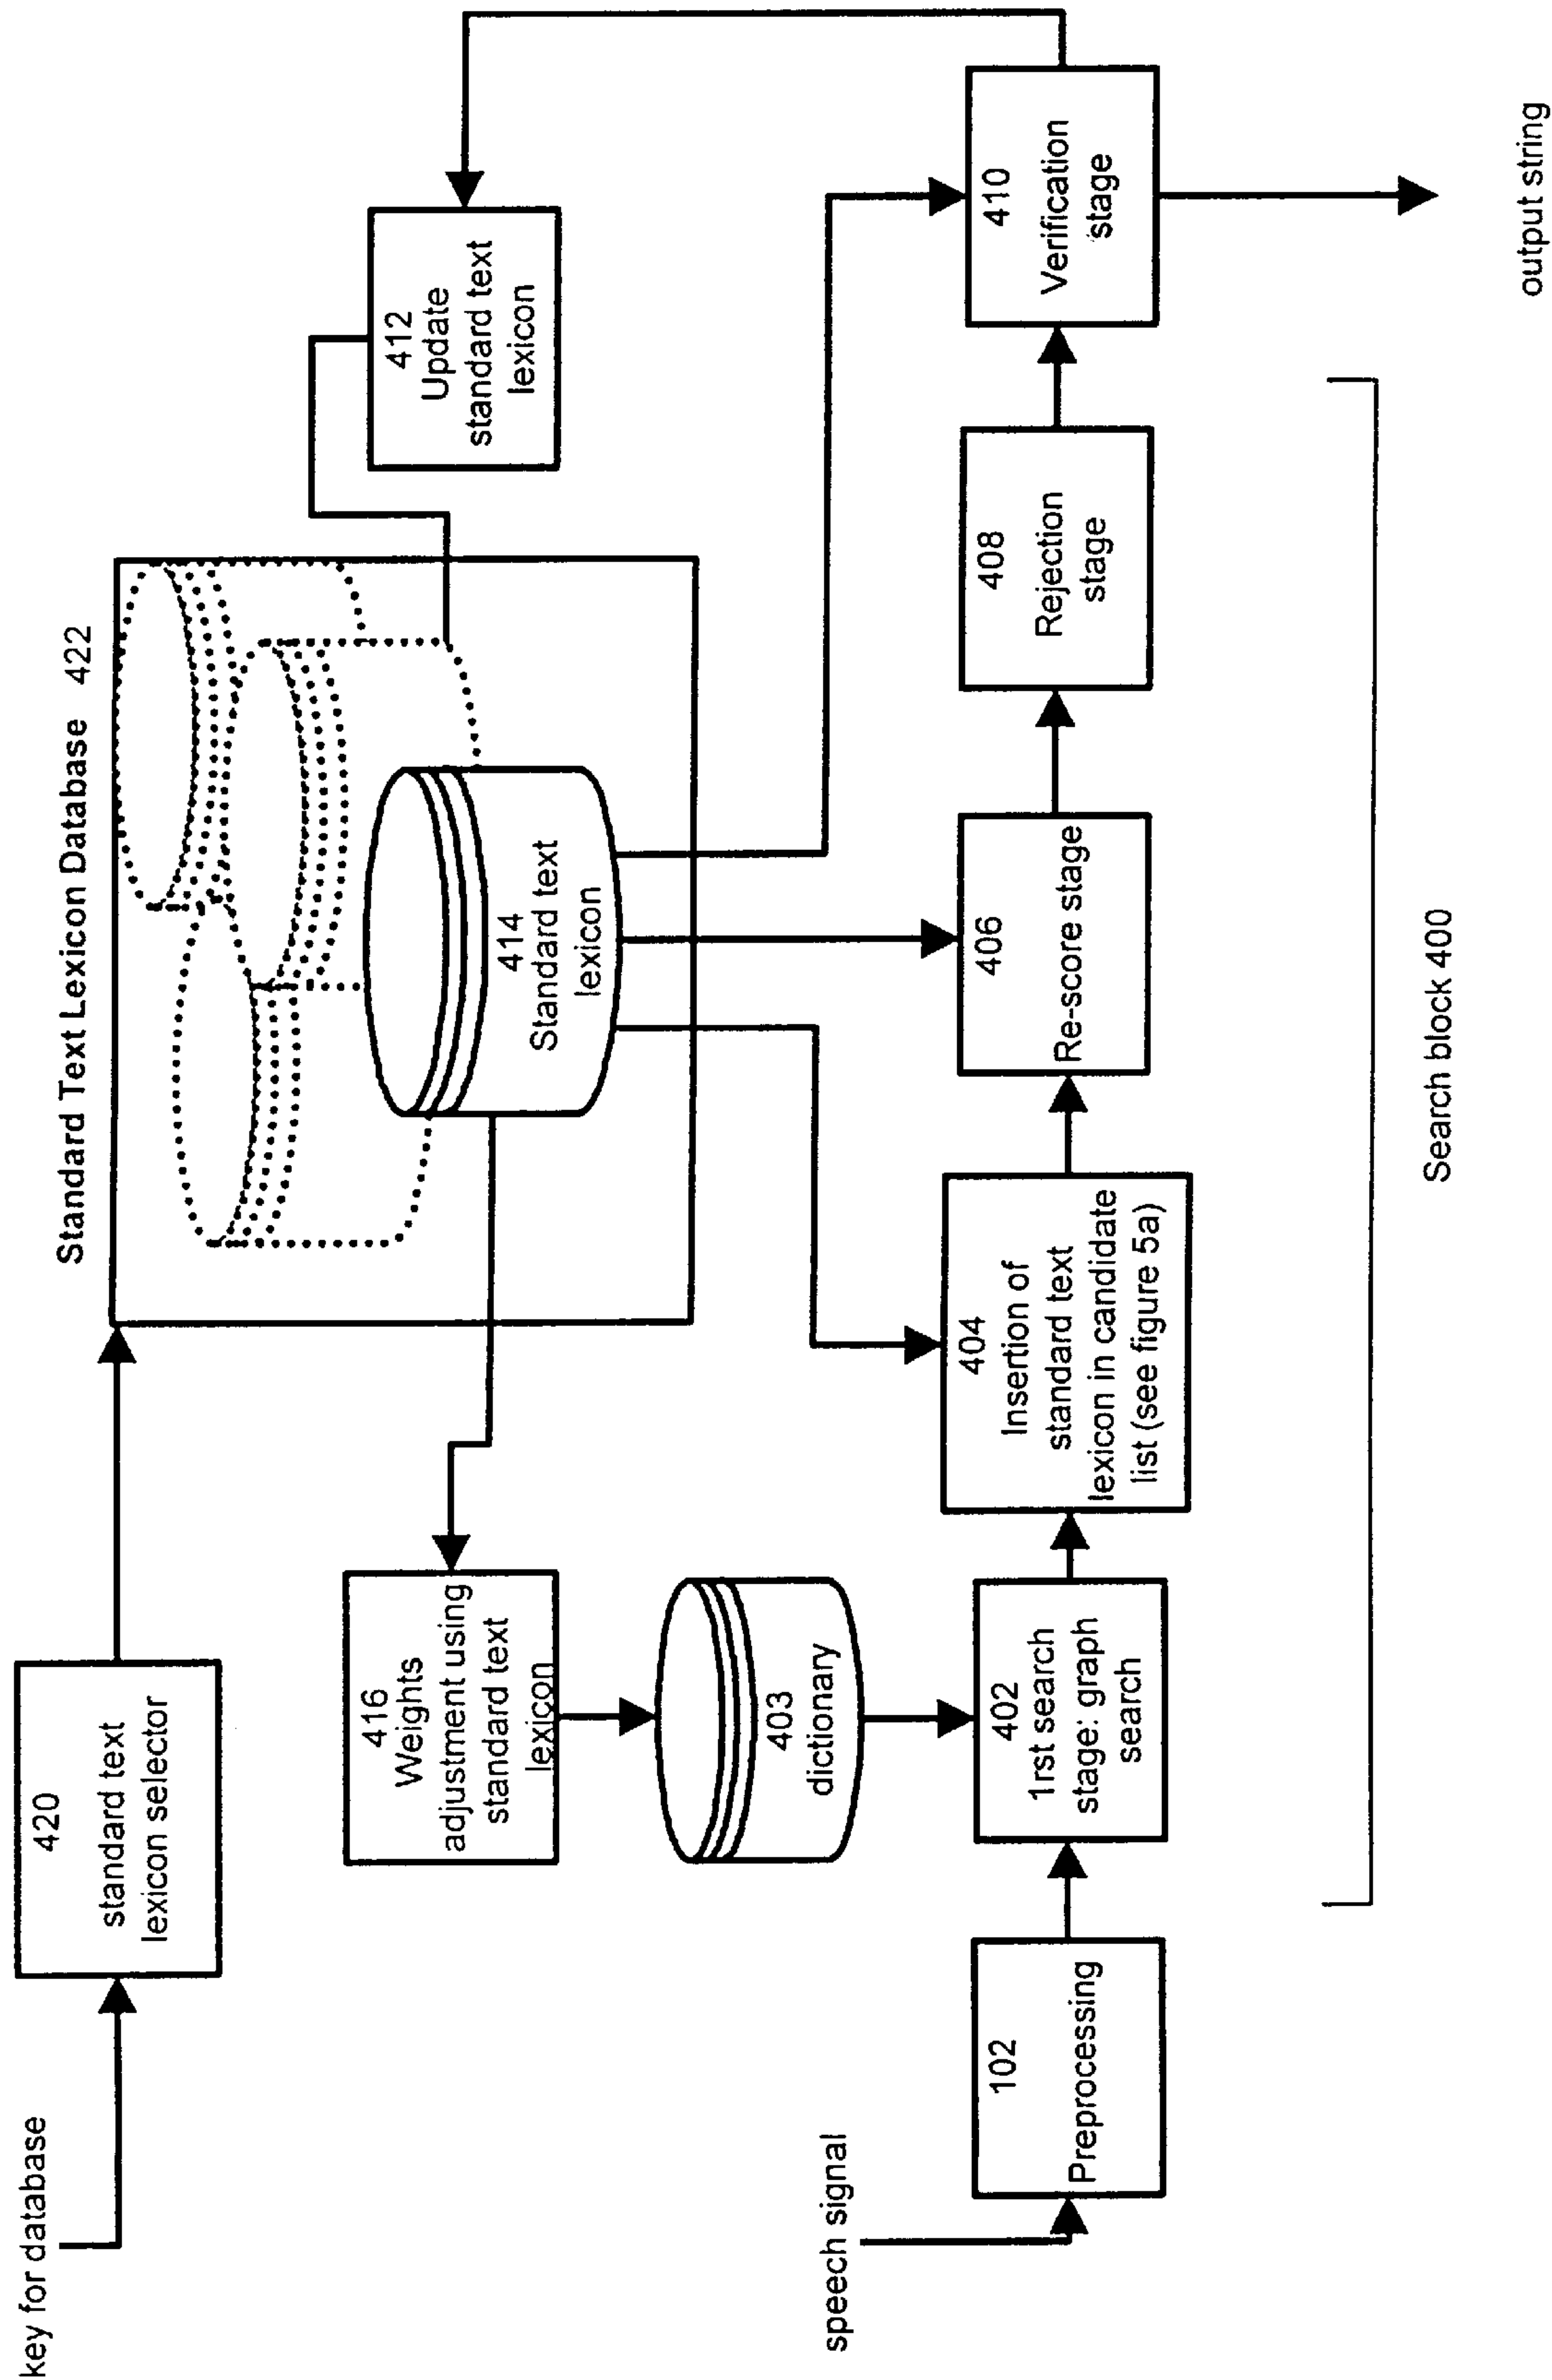 key for database
420
standard text
lexicon selector
Standard Text Lexicon Database 422
414
Standard text
lexicon
412
Update
standard text
lexicon
416
Weights
adjustment using
standard text
lexicon
403
dictionary
speech signal
102
Preprocessing
402
1rst search
stage: graph
search
404
Insertion of
standard text
lexicon in candidate
list (see figure 5a)
406
Re-score stage
408
Rejection
stage
410
Verification
stage
Search block 400
output string